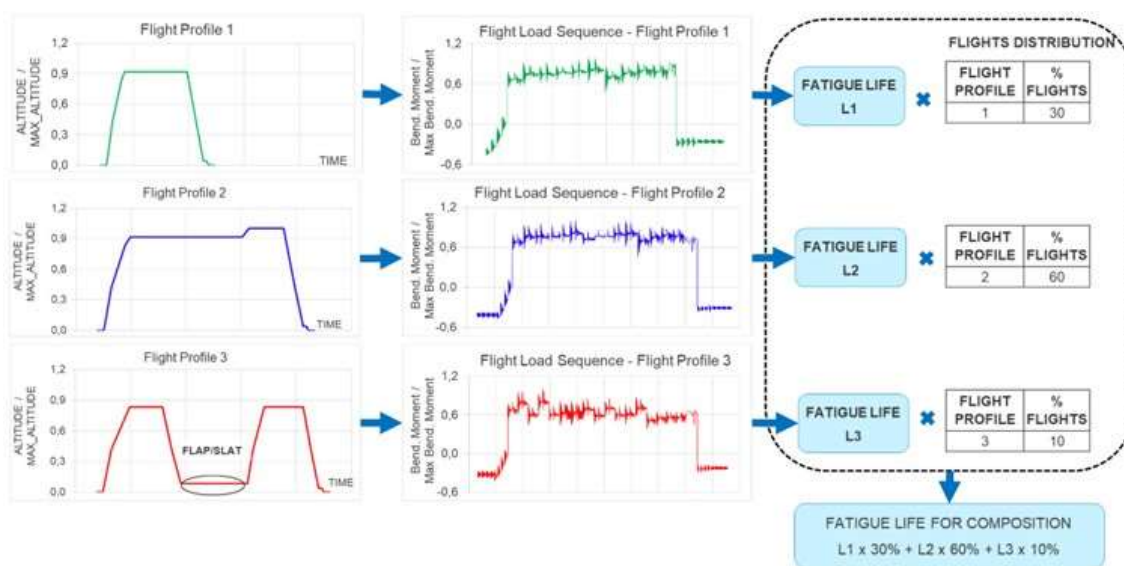 Flight Profile 1
ALTITUDE /
MAX_ALTITUDE
1,2
0,9
0,6
0,3
0,0
TIME
Flight Load Sequence - Flight Profile 1
Bend. Moment /
Max Bend. Moment
1,2
0,6
0,0
-0,6
FATIGUE LIFE
L1
FLIGHTS DISTRIBUTION
FLIGHT PROFILE
% FLIGHTS
1
30
Flight Profile 2
ALTITUDE /
MAX_ALTITUDE
1,2
0,9
0,6
0,3
0,0
TIME
Flight Load Sequence - Flight Profile 2
Bend. Moment /
Max Bend. Moment
1,2
0,6
0,0
-0,6
FATIGUE LIFE
L2
FLIGHT PROFILE
% FLIGHTS
2
60
Flight Profile 3
ALTITUDE /
MAX_ALTITUDE
1,2
0,9
0,6
0,3
0,0
FLAP/SLAT
TIME
Flight Load Sequence - Flight Profile 3
Bend. Moment /
Max Bend. Moment
1,2
0,6
0,0
-0,6
FATIGUE LIFE
L3
FLIGHT PROFILE
% FLIGHTS
3
10
FATIGUE LIFE FOR COMPOSITION
L1 x 30% + L2 x 60% + L3 x 10%